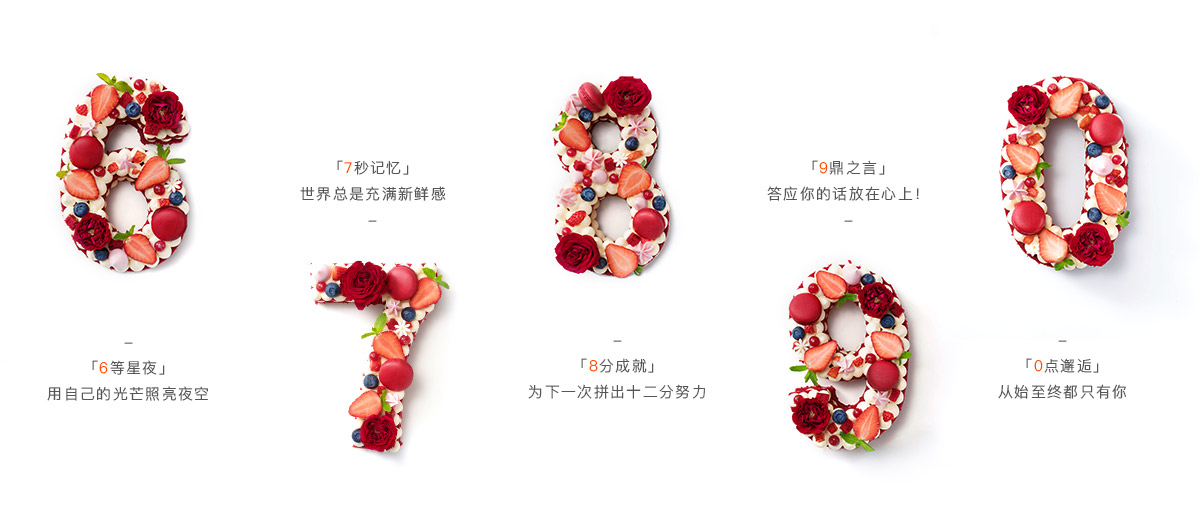 「6等星夜」
用自己的光芒照亮夜空
「7秒记忆」
世界总是充满新鲜感
「8分成就」
为下一次拼出十二分努力
「9鼎之言」
答应你的话放在心上!
「0点邂逅」
从始至终都只有你